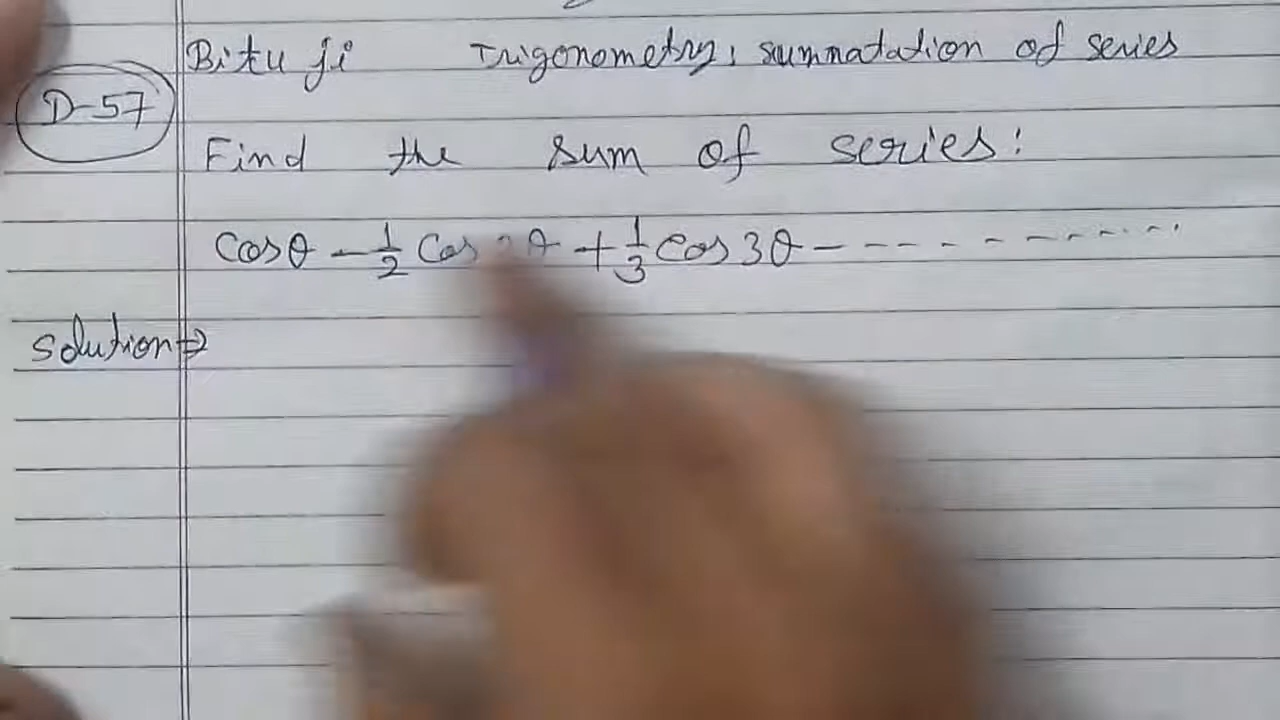 Bitu ji Trigonometry, summatation of series
D-57
Find the sum of series:
Cosθ - 1/2 Cos 2θ + 1/3 Cos 3θ - - - - - - - - - - .....
Solution⇒